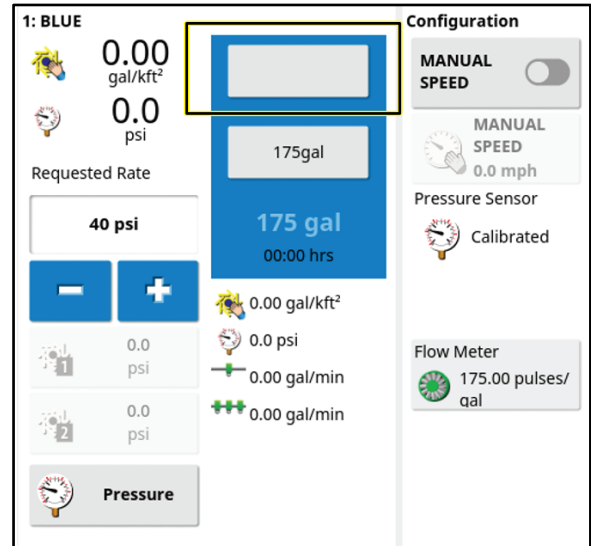 1: BLUE
0.00
gal/kft²
0.0
psi
Requested Rate
40 psi
0.0
psi
1
0.0
psi
2
Pressure
175gal
175 gal
00:00 hrs
0.00 gal/kft²
0.0 psi
0.00 gal/min
0.00 gal/min
Configuration
MANUAL
SPEED
MANUAL
SPEED
0.0 mph
Pressure Sensor
Calibrated
Flow Meter
175.00 pulses/
gal